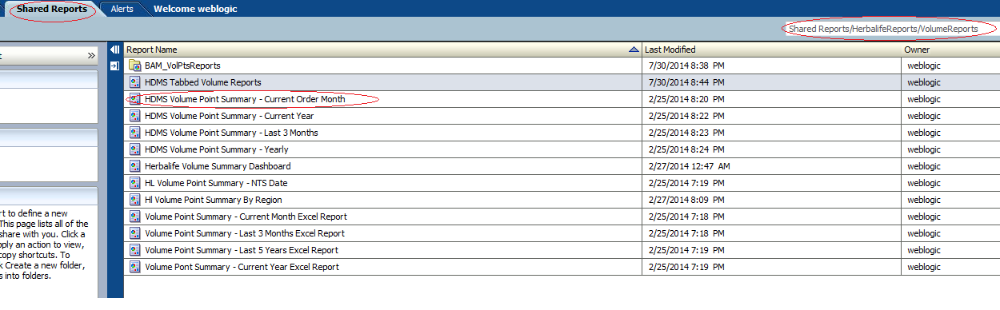 Shared Reports Alerts Welcome weblogic
Shared Reports/HerbalifeReports/VolumeReports
Report Name Last Modified Owner
BAM_VolPtsReports 7/30/2014 8:38 PM weblogic
HDMS Tabbed Volume Reports 7/30/2014 8:44 PM weblogic
HDMS Volume Point Summary - Current Order Month 2/25/2014 8:20 PM weblogic
HDMS Volume Point Summary - Current Year 2/25/2014 8:22 PM weblogic
HDMS Volume Point Summary - Last 3 Months 2/25/2014 8:23 PM weblogic
HDMS Volume Point Summary - Yearly 2/25/2014 8:24 PM weblogic
Herbalife Volume Summary Dashboard 2/27/2014 12:47 AM weblogic
HL Volume Point Summary - NTS Date 2/25/2014 7:19 PM weblogic
Hl Volume Point Summary By Region 2/27/2014 8:09 PM weblogic
Volume Point Summary - Current Month Excel Report 2/25/2014 7:18 PM weblogic
Volume Point Summary - Last 3 Months Excel Report 2/25/2014 7:18 PM weblogic
Volume Point Summary - Last 5 Years Excel Report 2/25/2014 7:19 PM weblogic
Volume Pont Summary - Current Year Excel Report 2/25/2014 7:19 PM weblogic
rt to define a new
This page lists all of the
share with you. Click a
pply an action to view,
copy shortcuts. To
k Create a new folder,
s into folders.